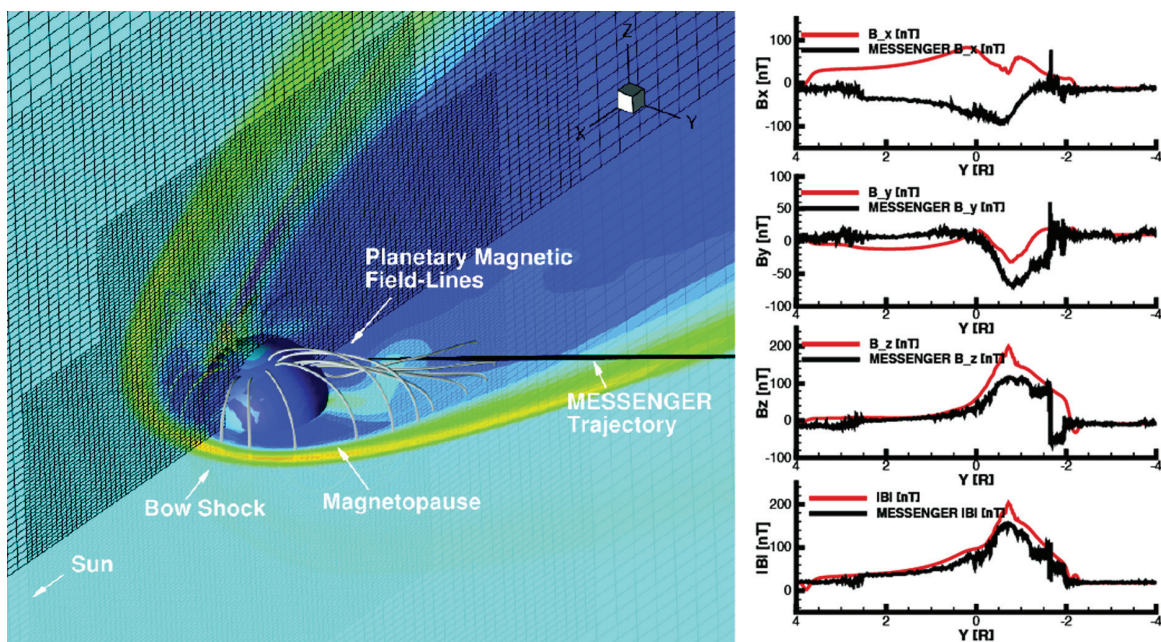 Z
X
Y
Planetary Magnetic
Field-Lines
MESSENGER
Trajectory
Bow Shock
Magnetopause
Sun
B_x [nT]
MESSENGER B_x [nT]
Bx [nT]
100
0
-100
4
2
0
-2
-4
Y [R]
B_y [nT]
MESSENGER B_y [nT]
By [nT]
100
50
0
-50
-100
4
2
0
-2
-4
Y [R]
B_z [nT]
MESSENGER B_z [nT]
Bz [nT]
200
100
0
-100
4
2
0
-2
-4
Y [R]
IBI [nT]
MESSENGER IBI [nT]
IBI [nT]
200
100
0
4
2
0
-2
-4
Y [R]